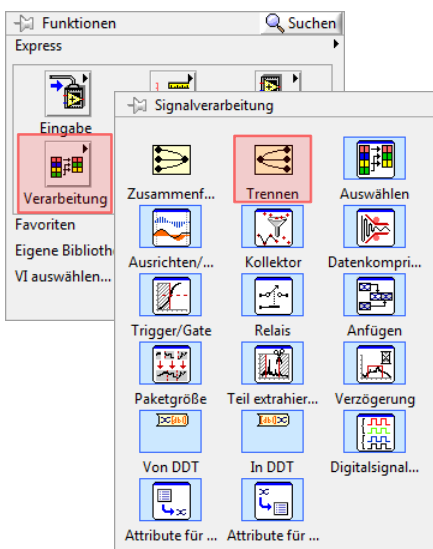 Funktionen
Suchen
Express
Eingabe
Verarbeitung
Favoriten
Eigene Biblioth
VI auswählen...
Signalverarbeitung
Zusammenf... Trennen Auswählen
Ausrichten/... Kollektor Datenkompri...
Trigger/Gate Relais Anfügen
Paketgröße Teil extrahier... Verzögerung
Von DDT In DDT Digitalsignal...
Attribute für ... Attribute für ...